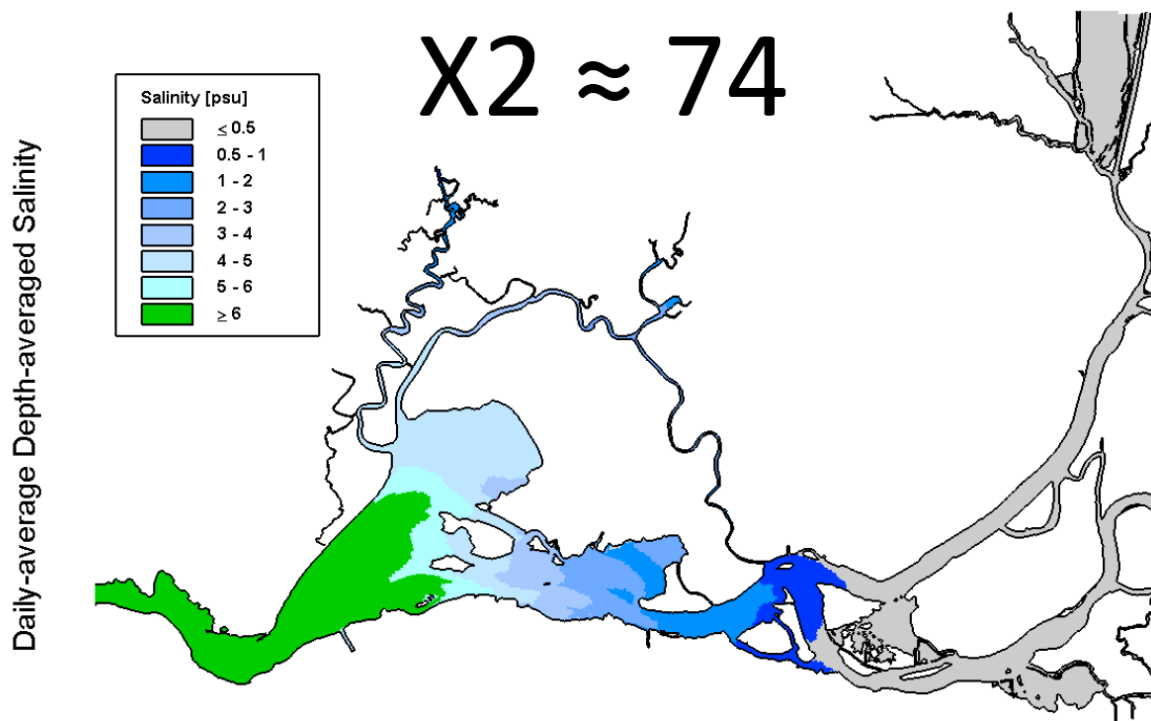 X2 ≈ 74
Daily-average Depth-averaged Salinity
Salinity [psu]
≤ 0.5
0.5 - 1
1 - 2
2 - 3
3 - 4
4 - 5
5 - 6
≥ 6